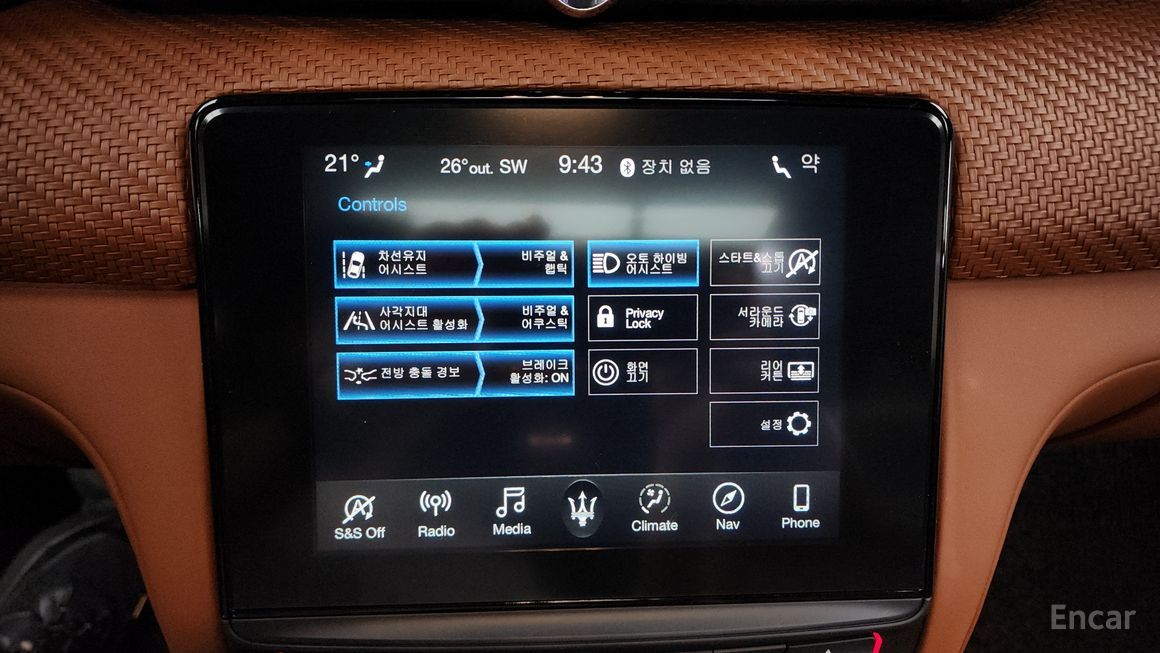 21°
26°out. SW
9:43
장치 없음
약
Controls
차선유지
어시스트
비주얼 &
햅틱
오토 하이빔
어시스트
스타트&스톱
끄기
사각지대
어시스트 활성화
비주얼 &
어쿠스틱
Privacy
Lock
서라운드
카메라
전방 충돌 경보
브레이크
활성화: ON
화면
끄기
리어
커튼
설정
S&S Off
Radio
Media
Climate
Nav
Phone
Encar